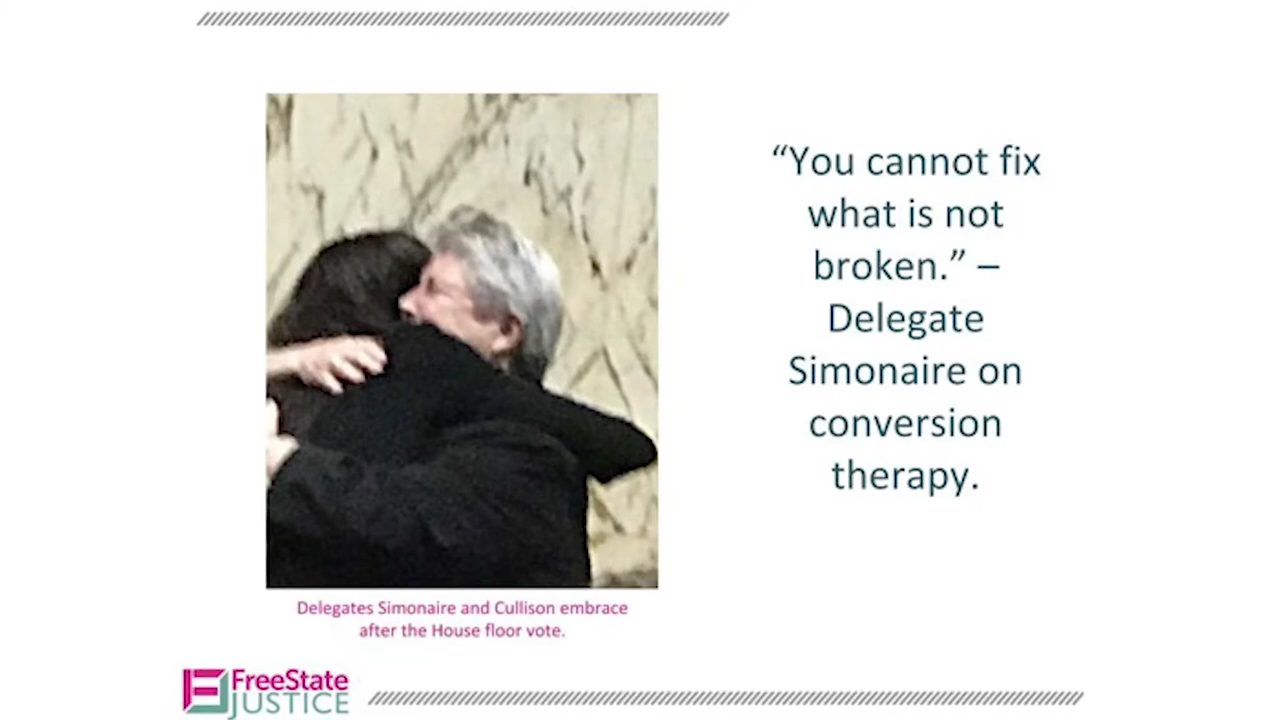 “You cannot fix
what is not
broken.” –
Delegate
Simonaire on
conversion
therapy.
Delegates Simonaire and Cullison embrace
after the House floor vote.
FreeState
JUSTICE